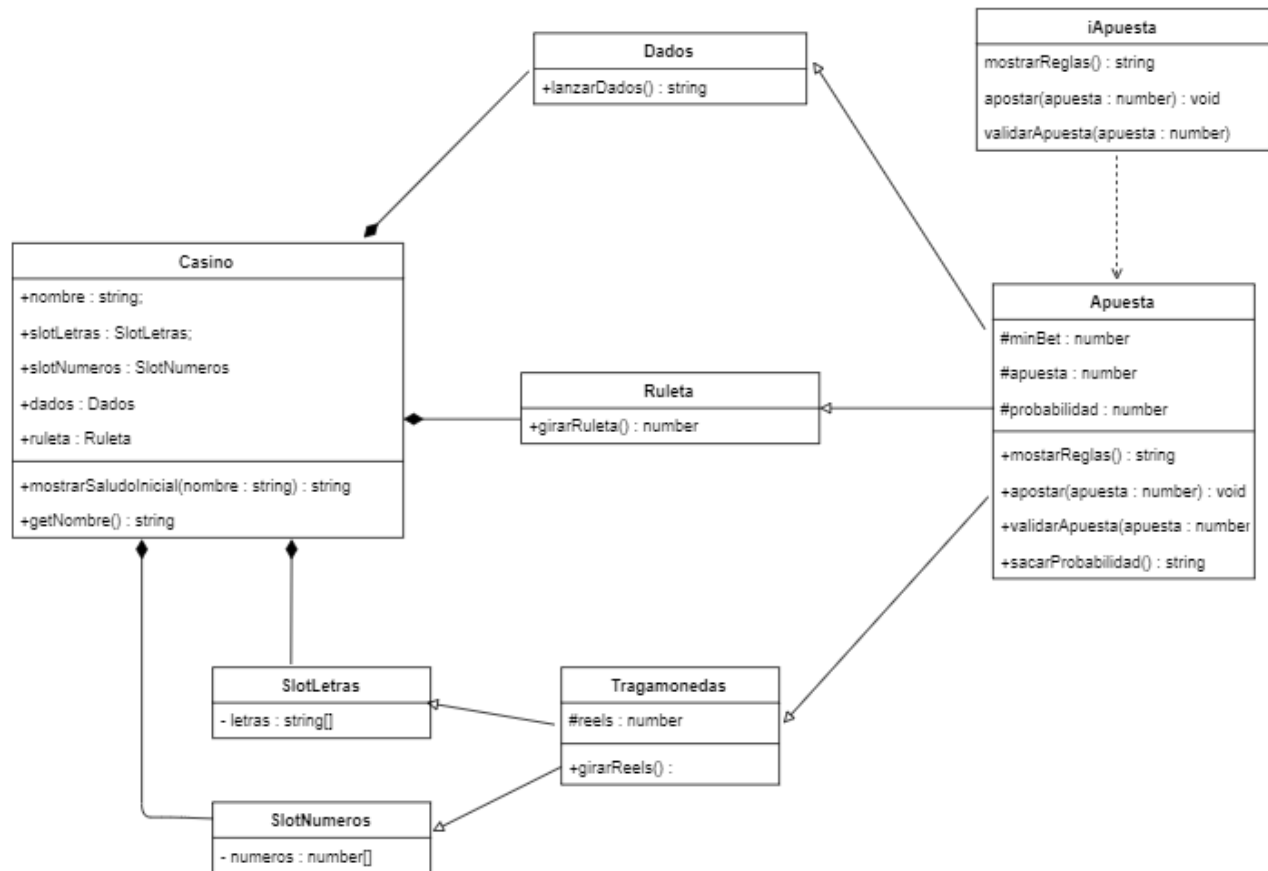 Dados
+lanzarDados() : string
iApuesta
mostrarReglas() : string
apostar(apuesta : number) : void
validarApuesta(apuesta : number)
Casino
+nombre : string;
+slotLetras : SlotLetras;
+slotNumeros : SlotNumeros
+dados : Dados
+ruleta : Ruleta
+mostrarSaludoInicial(nombre : string) : string
+getNombre() : string
Ruleta
+girarRuleta() : number
Apuesta
#minBet : number
#apuesta : number
#probabilidad : number
+mostarReglas() : string
+apostar(apuesta : number) : void
+validarApuesta(apuesta : number
+sacarProbabilidad() : string
SlotLetras
- letras : string[]
Tragamonedas
#reels : number
+girarReels() :
SlotNumeros
- numeros : number[]